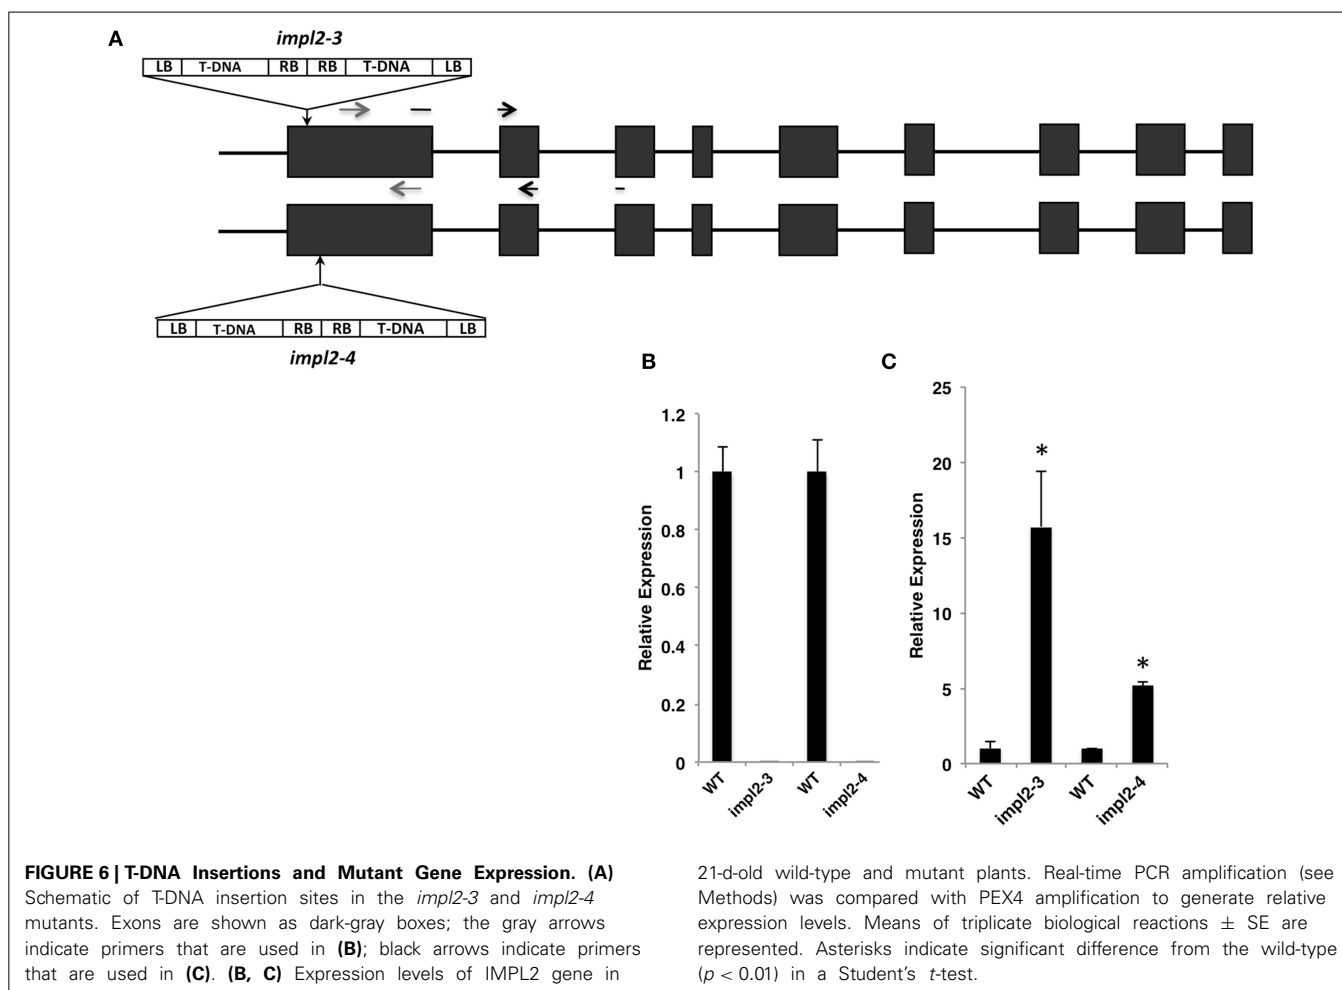 A
impl2-3
LB T-DNA RB RB T-DNA LB
LB T-DNA RB RB T-DNA LB
impl2-4
B
1.2
1
0.8
0.6
0.4
0.2
0
Relative Expression
WT impl2-3 WT impl2-4
C
25
20
15
10
5
0
Relative Expression
* *
WT impl2-3 WT impl2-4
FIGURE 6 | T-DNA Insertions and Mutant Gene Expression. (A)
Schematic of T-DNA insertion sites in the impl2-3 and impl2-4
mutants. Exons are shown as dark-gray boxes; the gray arrows
indicate primers that are used in (B); black arrows indicate primers
that are used in (C). (B, C) Expression levels of IMPL2 gene in
21-d-old wild-type and mutant plants. Real-time PCR amplification (see
Methods) was compared with PEX4 amplification to generate relative
expression levels. Means of triplicate biological reactions ± SE are
represented. Asterisks indicate significant difference from the wild-type
(p < 0.01) in a Student's t-test.